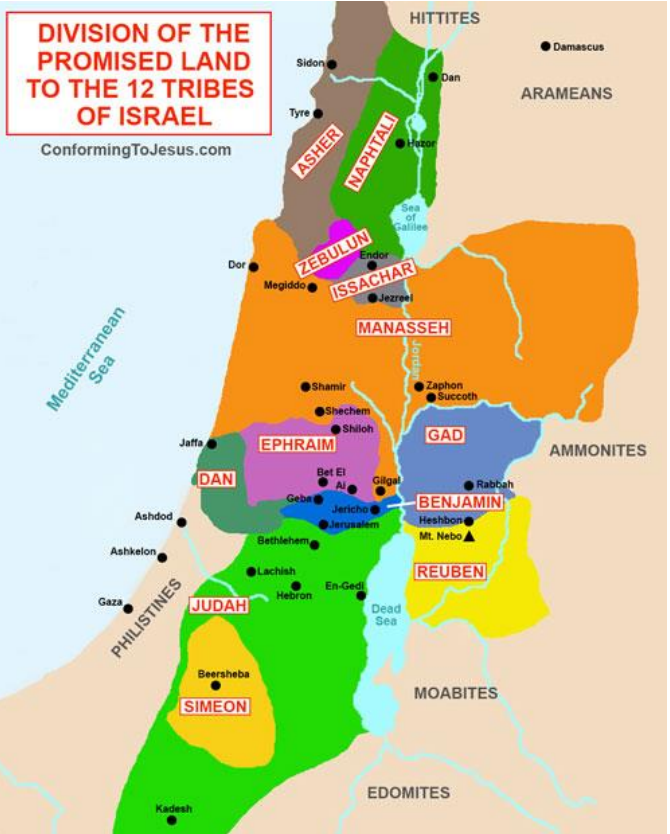 DIVISION OF THE
PROMISED LAND
TO THE 12 TRIBES
OF ISRAEL
ConformingToJesus.com
HITTITES
Damascus
Sidon
Dan
ARAMEANS
Tyre
ASHER
NAPHTALI
Hazor
Sea
of
Galilee
ZEBULUN
Endor
Dor
ISSACHAR
Megiddo
Jezreel
MANASSEH
Mediterranean
Sea
Jordan
Shamir
Zaphon
Succoth
Shechem
Shiloh
EPHRAIM
GAD
Jaffa
AMMONITES
DAN
Bet El
Ai
Gilgal
Rabbah
Geba
BENJAMIN
Jericho
Ashdod
Jerusalem
Heshbon
Mt. Nebo
Bethlehem
Ashkelon
Lachish
REUBEN
Hebron
En-Gedi
Gaza
JUDAH
Dead
Sea
PHILISTINES
Beersheba
SIMEON
MOABITES
EDOMITES
Kadesh